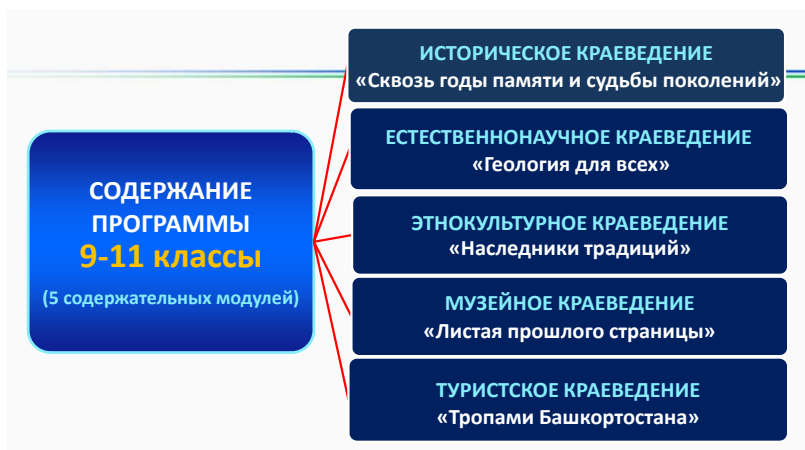 СОДЕРЖАНИЕ
ПРОГРАММЫ
9-11 классы
(5 содержательных модулей)
ИСТОРИЧЕСКОЕ КРАЕВЕДЕНИЕ
«Сквозь годы памяти и судьбы поколений»
ЕСТЕСТВЕННОНАУЧНОЕ КРАЕВЕДЕНИЕ
«Геология для всех»
ЭТНОКУЛЬТУРНОЕ КРАЕВЕДЕНИЕ
«Наследники традиций»
МУЗЕЙНОЕ КРАЕВЕДЕНИЕ
«Листая прошлого страницы»
ТУРИСТСКОЕ КРАЕВЕДЕНИЕ
«Тропами Башкортостана»